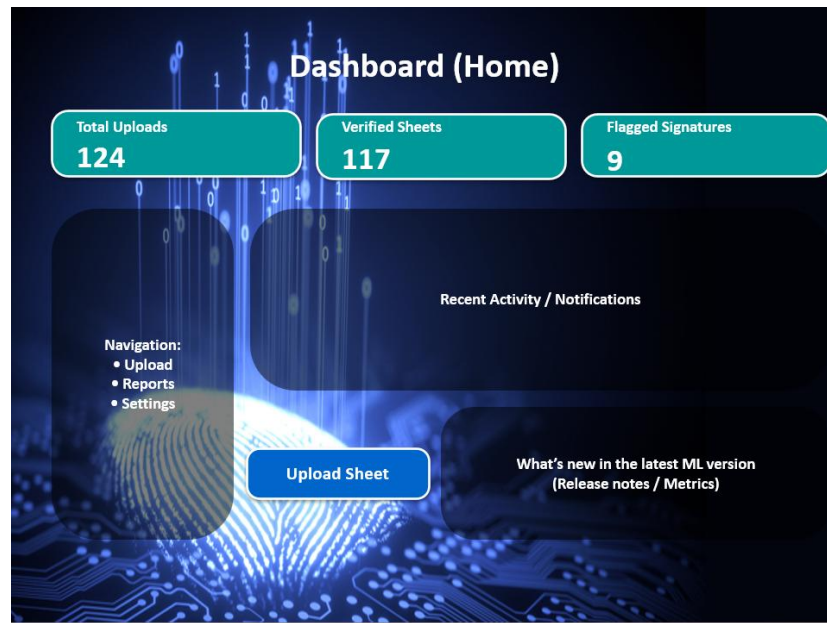 Dashboard (Home)
Total Uploads
124
Verified Sheets
117
Flagged Signatures
9
Navigation:
• Upload
• Reports
• Settings
Recent Activity / Notifications
Upload Sheet
What's new in the latest ML version
(Release notes / Metrics)